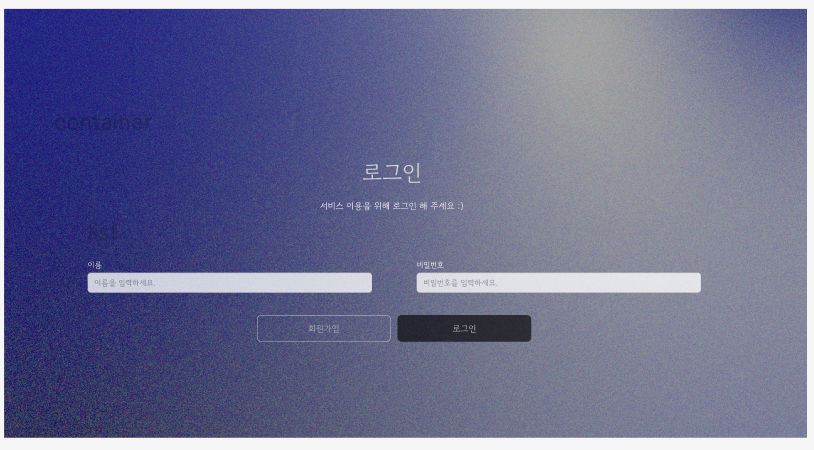 container
로그인
서비스 이용을 위해 로그인 해 주세요 :)
list
이름
비밀번호
이름을 입력하세요.
비밀번호를 입력하세요.
회원가입
로그인